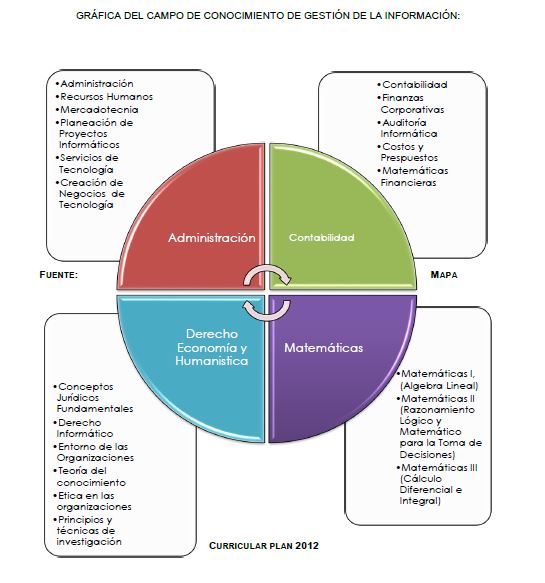 GRÁFICA DEL CAMPO DE CONOCIMIENTO DE GESTIÓN DE LA INFORMACIÓN:
•Administración
•Recursos Humanos
•Mercadotecnia
•Planeación de
Proyectos
Informáticos
•Servicios de
Tecnología
•Creación de
Negocios de
Tecnología
•Contabilidad
•Finanzas
Corporativas
•Auditoría
Informática
•Costos y
Prespuestos
•Matemáticas
Financieras
Administración
Contabilidad
FUENTE:
MAPA
Derecho
Economía y
Humanistica
Matemáticas
•Conceptos
Jurídicos
Fundamentales
•Derecho
Informático
•Entorno de las
Organizaciones
•Teoría del
conocimiento
•Etica en las
organizaciones
•Principios y
técnicas de
investigación
•Matemáticas I,
(Algebra Lineal)
•Matemáticas II
(Razonamiento
Lógico y
Matemático
para la Toma de
Decisiones)
•Matemáticas III
(Cálculo
Diferencial e
Integral)
CURRICULAR PLAN 2012